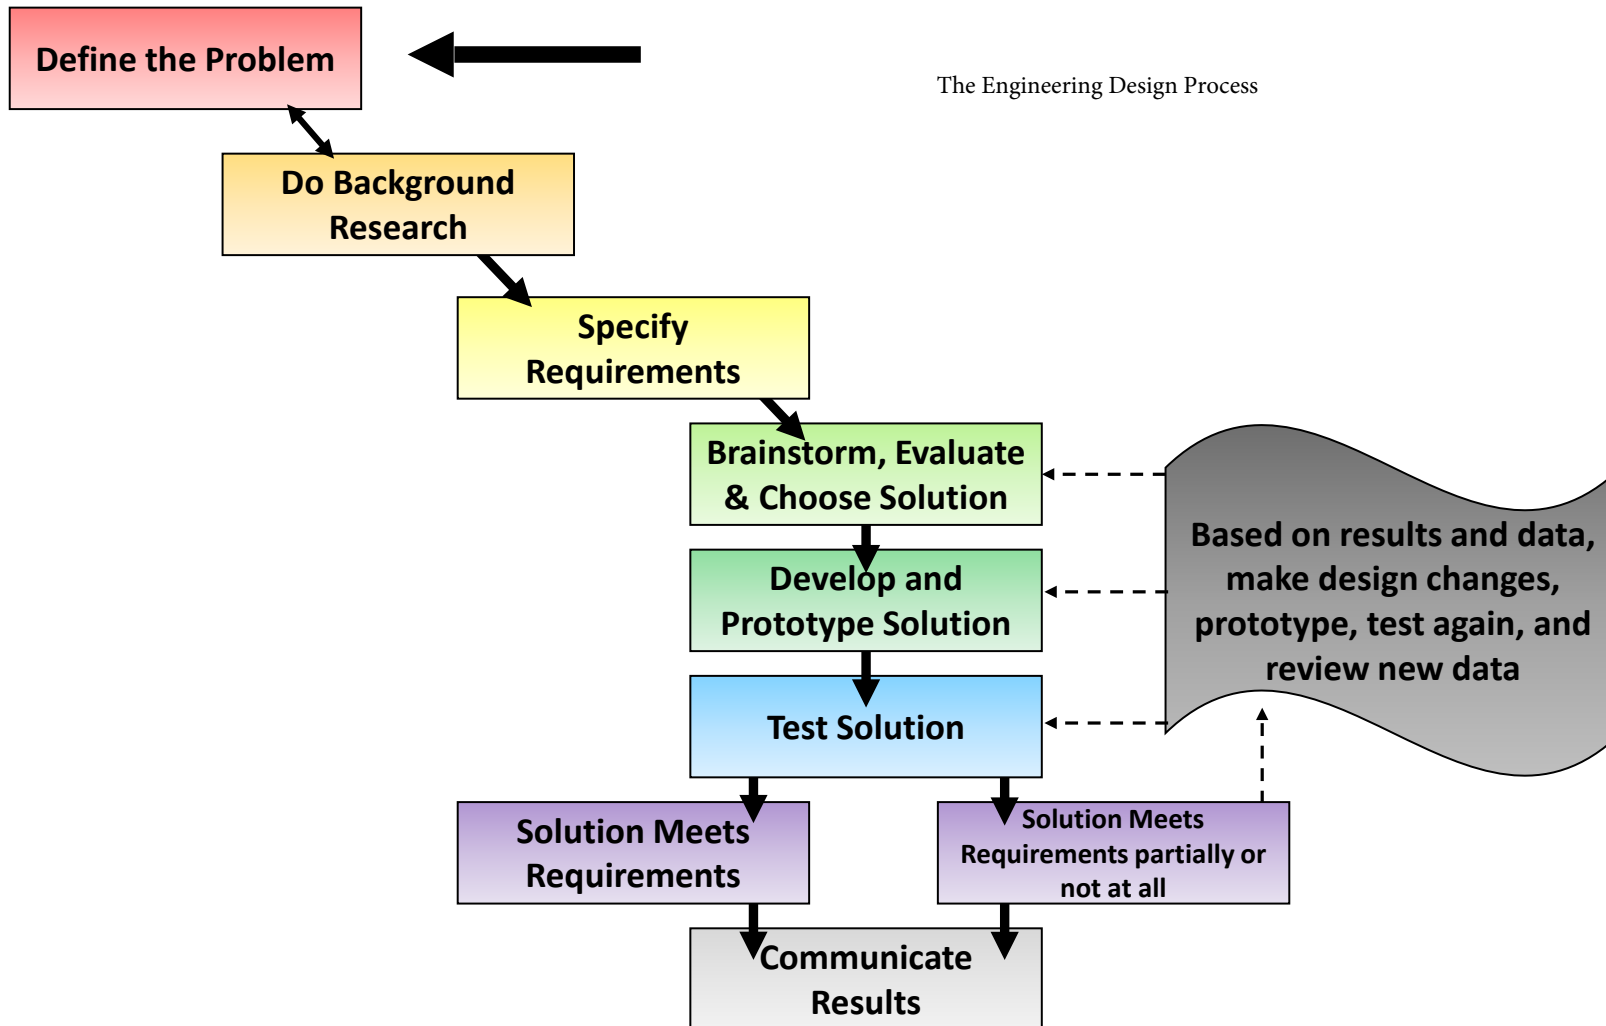 Define the Problem
The Engineering Design Process
Do Background
Research
Specify
Requirements
Brainstorm, Evaluate
& Choose Solution
Based on results and data,
make design changes,
prototype, test again, and
review new data
Develop and
Prototype Solution
Test Solution
Solution Meets
Requirements
Solution Meets
Requirements partially or
not at all
Communicate
Results